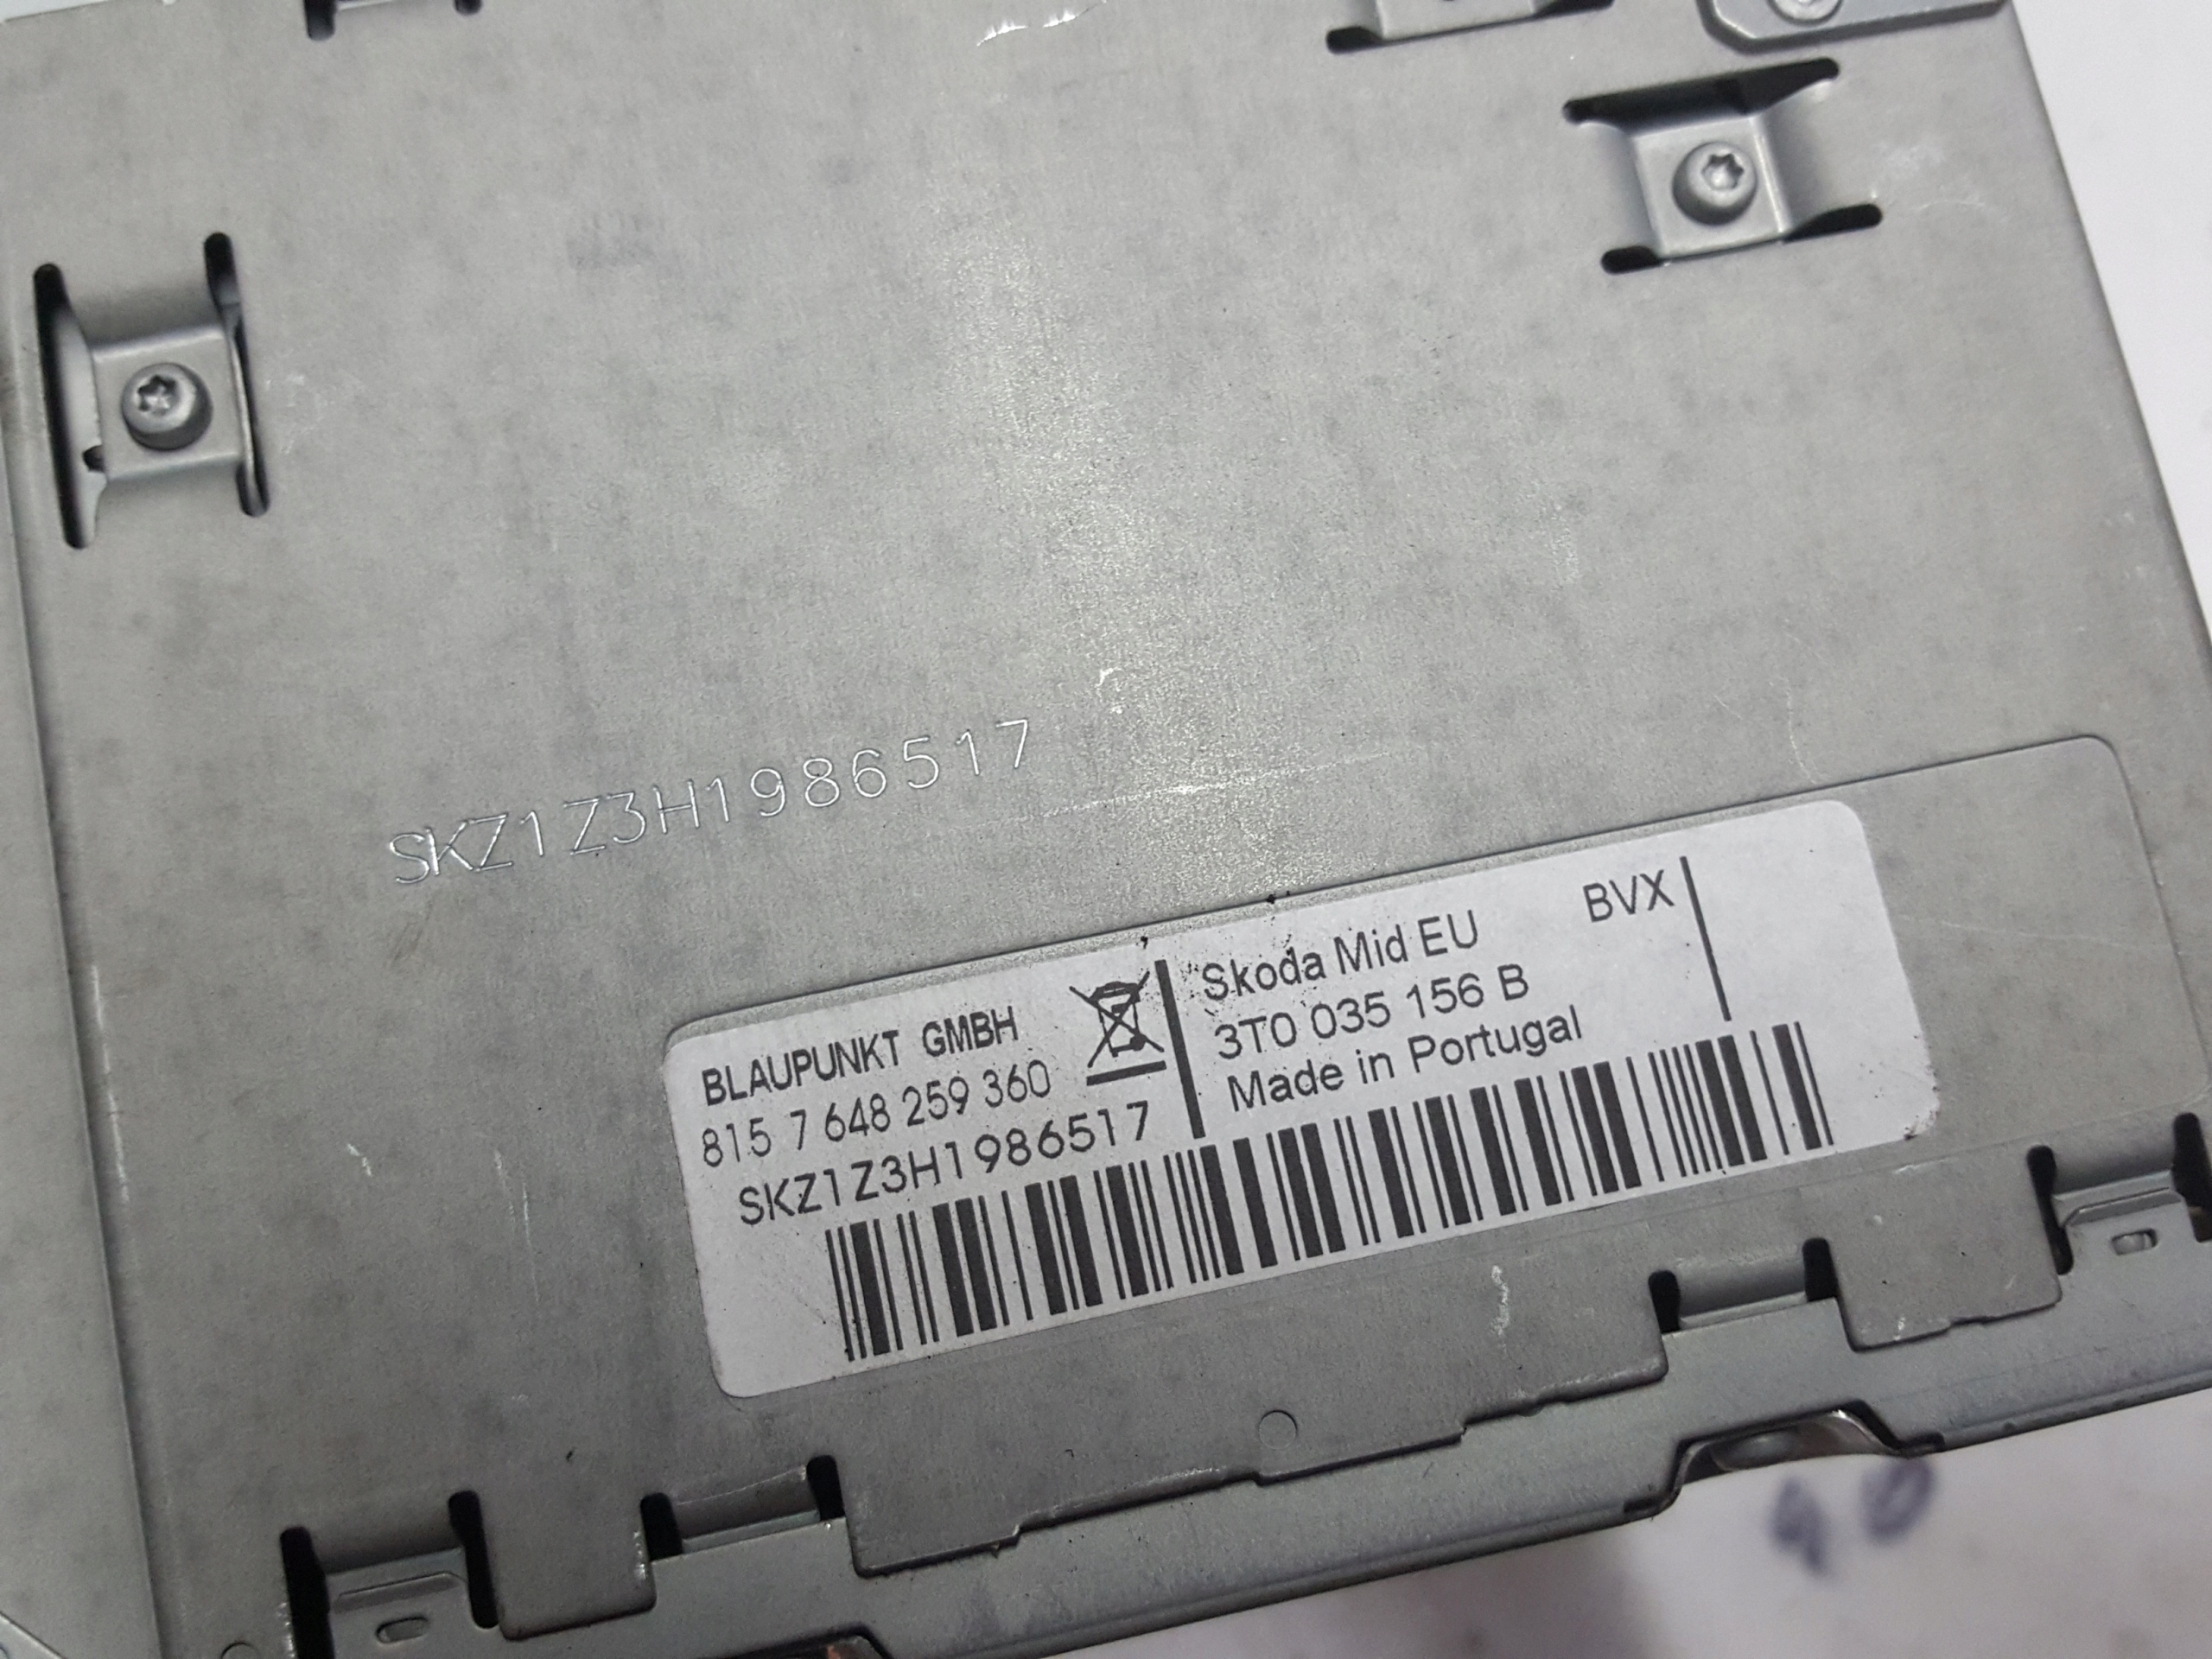 SKZ1Z3H1986517
BLAUPUNKT GMBH
815 7 648 259 360
SKZ1Z3H1986517
Skoda Mid EU
BVX
3T0 035 156 B
Made in Portugal